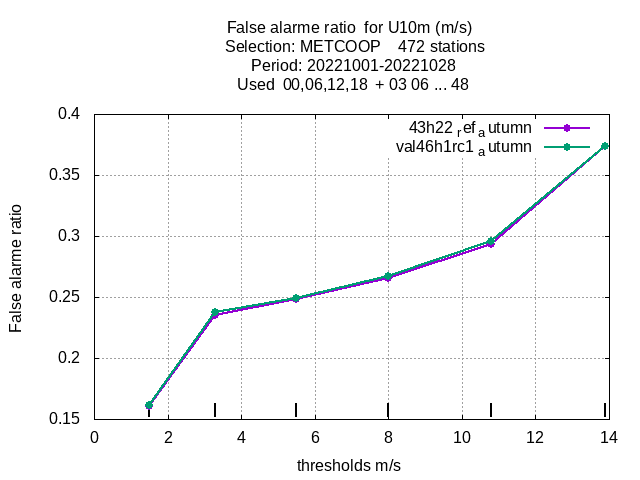 False alarme ratio for U10m (m/s)
Selection: METCOOP 472 stations
Period: 20221001-20221028
Used 00,06,12,18 + 03 06 ... 48
43h22 ref autumn
val46h1rc1 autumn
0.4
0.35
0.3
0.25
0.2
0.15
False alarme ratio
0 2 4 6 8 10 12 14
thresholds m/s